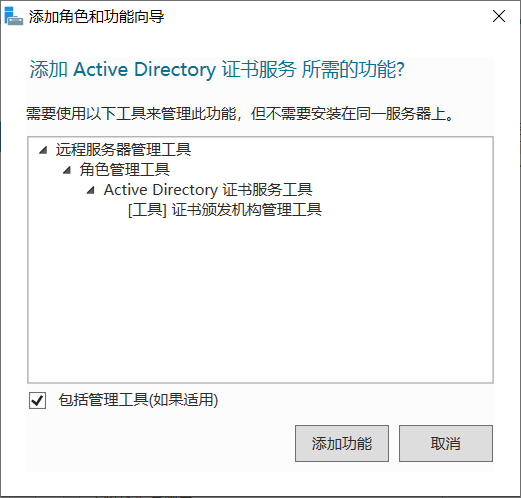 添加角色和功能向导
添加 Active Directory 证书服务 所需的功能?
需要使用以下工具来管理此功能，但不需要安装在同一服务器上。
远程服务器管理工具
角色管理工具
Active Directory 证书服务工具
[工具] 证书颁发机构管理工具
包括管理工具(如果适用)
添加功能
取消